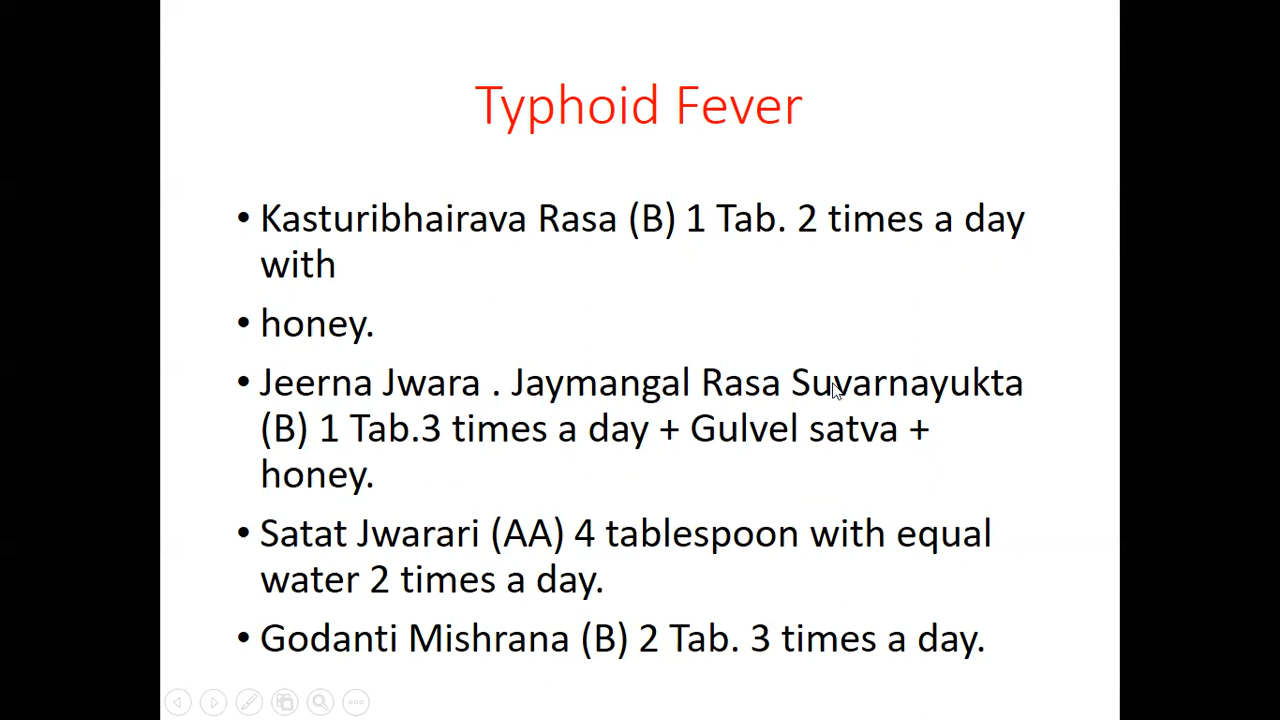 Typhoid Fever
• Kasturibhairava Rasa (B) 1 Tab. 2 times a day
with
• honey.
• Jeerna Jwara . Jaymangal Rasa Suvarnayukta
(B) 1 Tab.3 times a day + Gulvel satva +
honey.
• Satat Jwarari (AA) 4 tablespoon with equal
water 2 times a day.
• Godanti Mishrana (B) 2 Tab. 3 times a day.